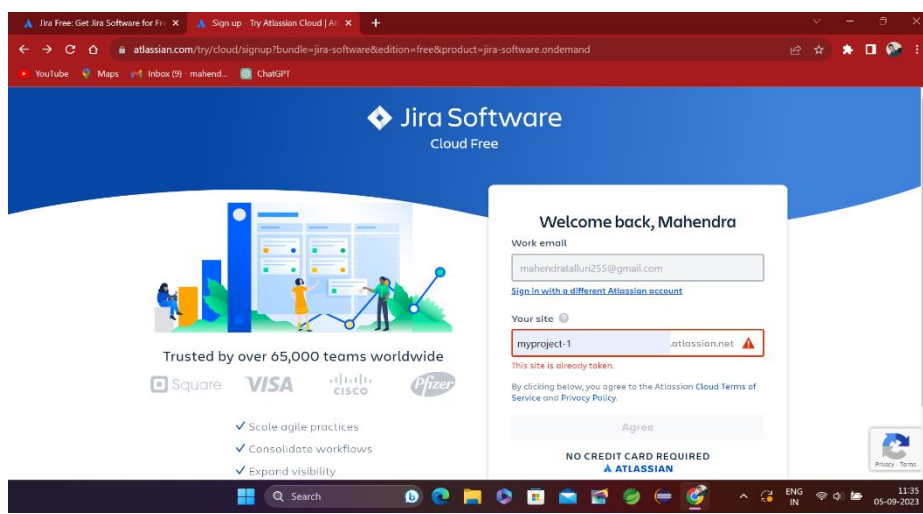 Jira Free: Get Jira Software for Fr
Sign up - Try Atlassian Cloud | At
atlassian.com/try/cloud/signup?bundle=jira-software&edition=free&product=jira-software.ondemand
YouTube
Maps
Inbox (9) - mahend...
ChatGPT
Jira Software
Cloud Free
Welcome back, Mahendra
Work email
mahendratalluri255@gmail.com
Sign in with a different Atlassian account
Your site
myproject-1
.atlassian.net
This site is already taken.
By clicking below, you agree to the Atlassian Cloud Terms of
Service and Privacy Policy.
Agree
NO CREDIT CARD REQUIRED
ATLASSIAN
Trusted by over 65,000 teams worldwide
Square
VISA
CISCO
Pfizer
✓ Scale agile practices
✓ Consolidate workflows
✓ Expand visibility
Privacy - Terms
Search
ENG
IN
11:35
05-09-2023